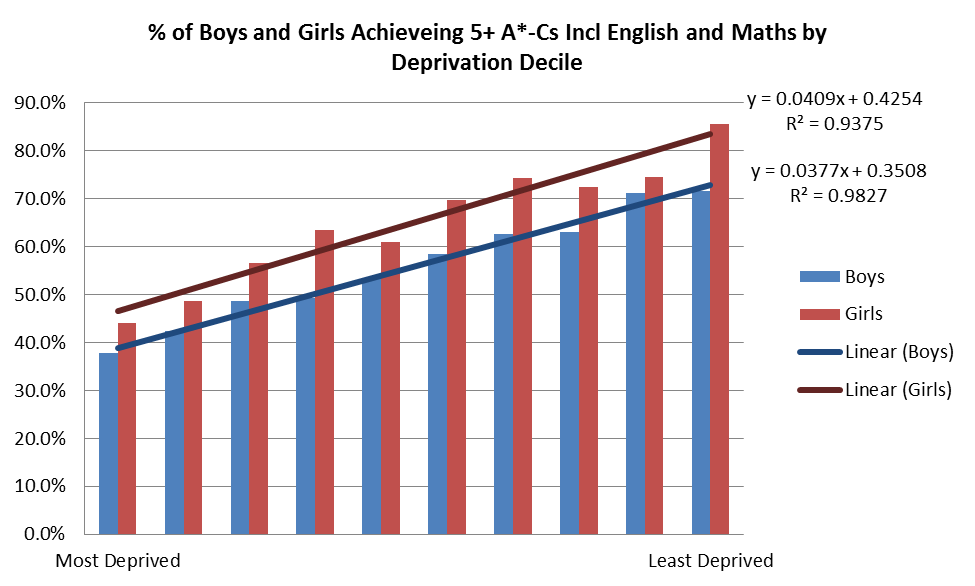 % of Boys and Girls Achieveing 5+ A*-Cs Incl English and Maths by
Deprivation Decile
90.0%
80.0%
70.0%
60.0%
50.0%
40.0%
30.0%
20.0%
10.0%
0.0%
Most Deprived
Least Deprived
y = 0.0409x + 0.4254
R² = 0.9375
y = 0.0377x + 0.3508
R² = 0.9827
Boys
Girls
Linear (Boys)
Linear (Girls)